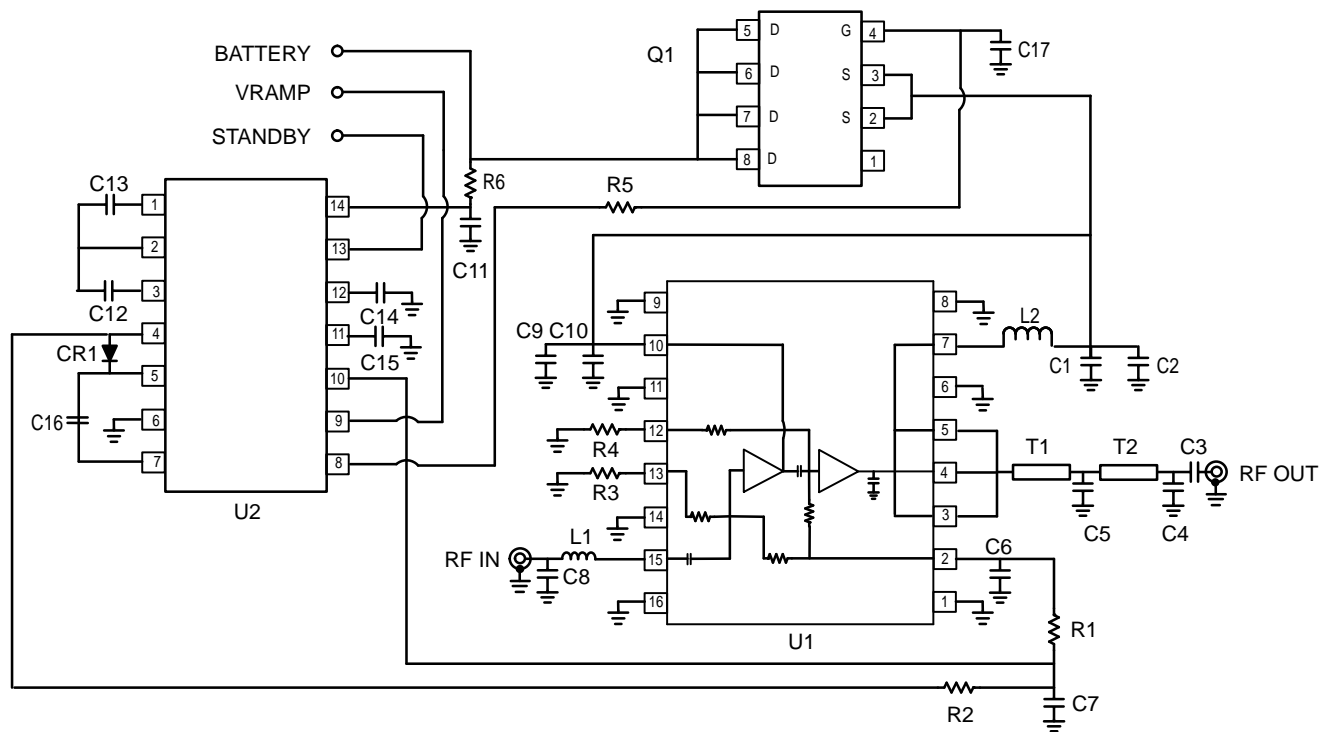 BATTERY
VRAMP
STANDBY
Q1
5 D G 4
6 D S 3
7 D S 2
8 D 1
C17
C13
R6
R5
C11
1 14
2 13
3 12
4 11
5 10
6 9
7 8
C12
C14
C15
CR1
C16
U2
C9 C10
9 8
10 7
11 6
12 5
13 4
14 3
15 2
16 1
L2
C1
C2
R4
R3
T1
T2
C3
RF OUT
C5
C4
L1
RF IN
C8
C6
U1
R1
R2
C7